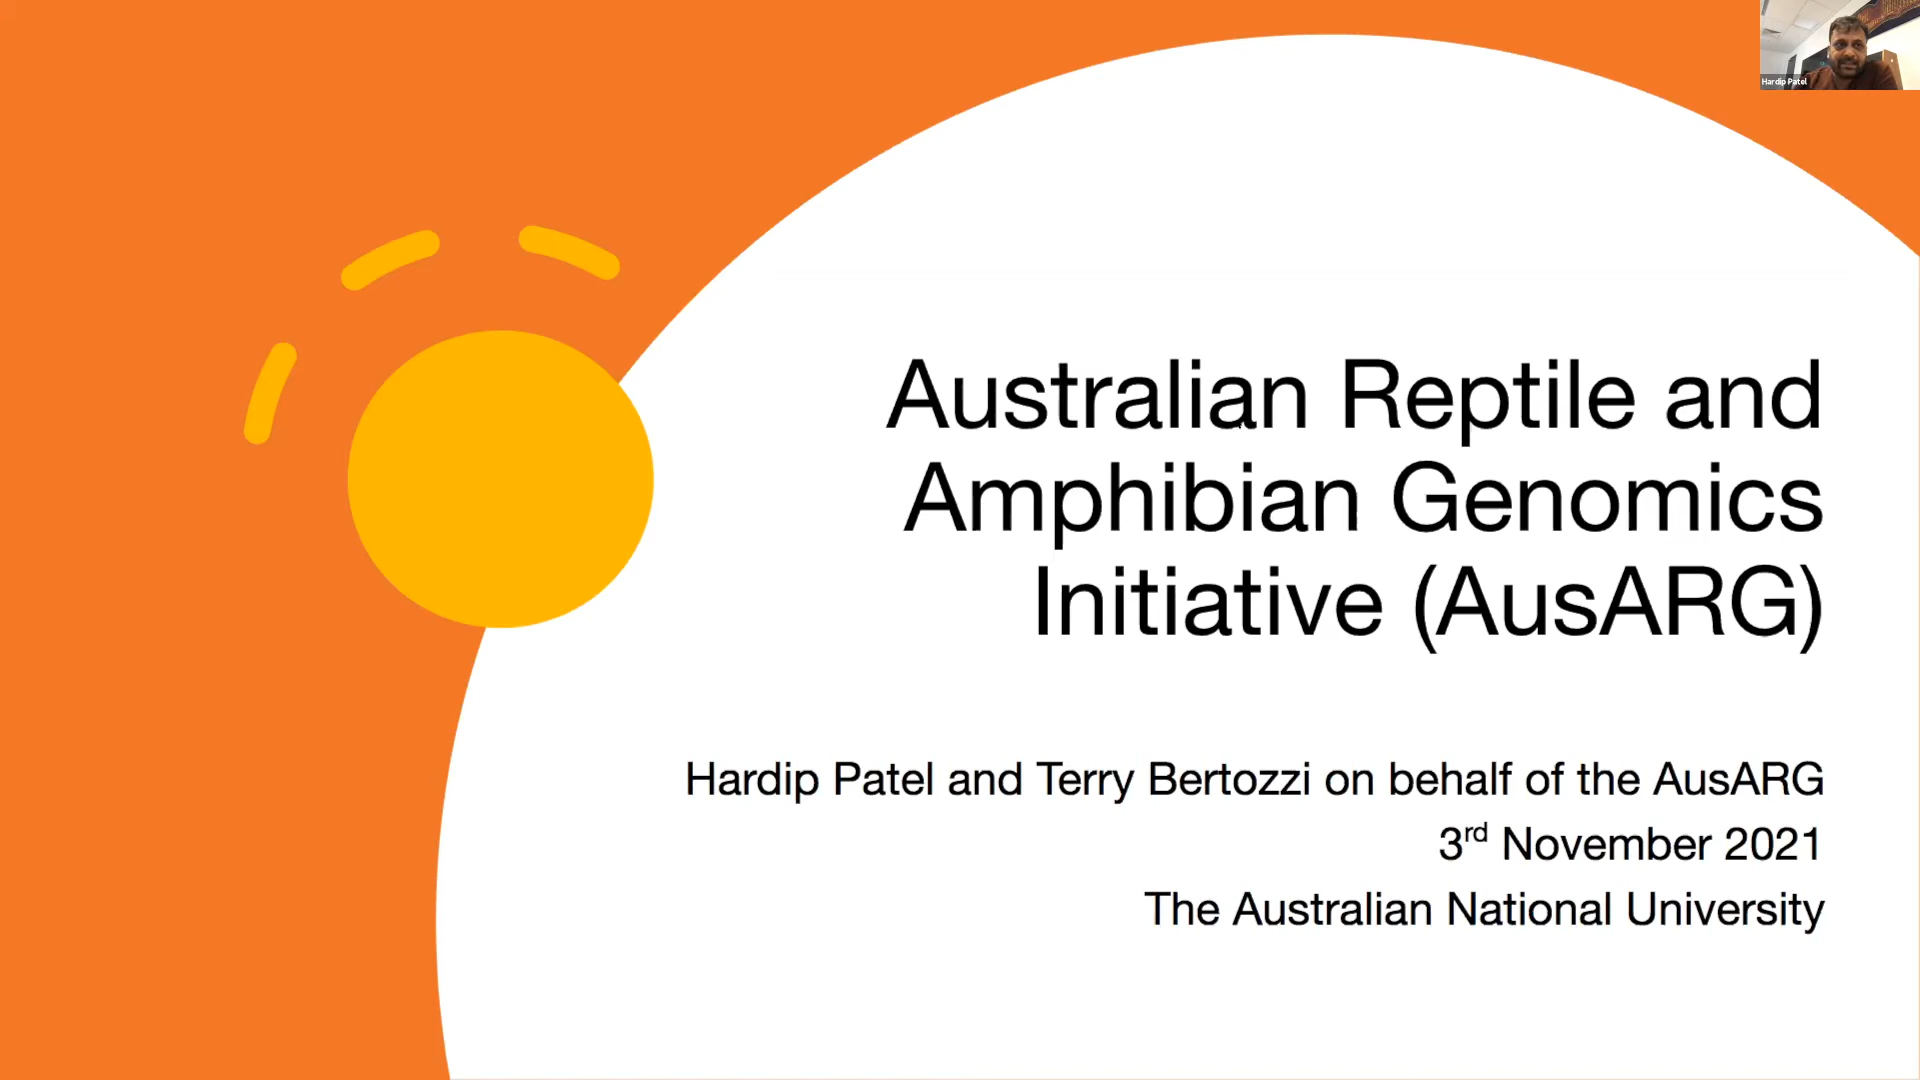 Hardip Patel
Australian Reptile and
Amphibian Genomics
Initiative (AusARG)
Hardip Patel and Terry Bertozzi on behalf of the AusARG
3rd November 2021
The Australian National University